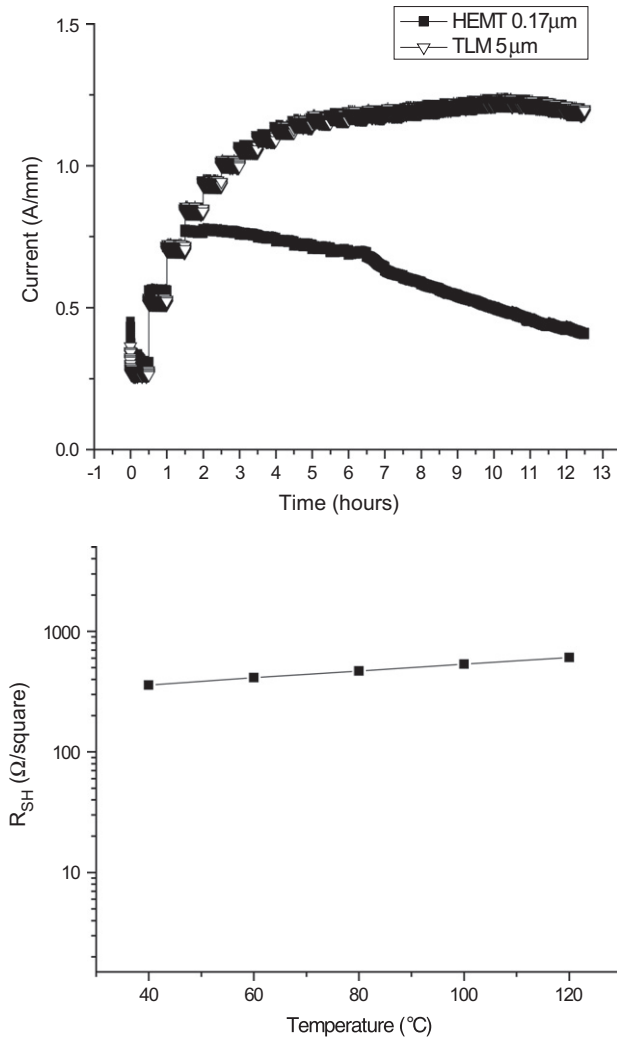 HEMT 0.17μm
TLM 5μm
1.5
1.0
0.5
0.0
Current (A/mm)
-1 0 1 2 3 4 5 6 7 8 9 10 11 12 13
Time (hours)
1000
100
10
R_SH (Ω/square)
40 60 80 100 120
Temperature (°C)